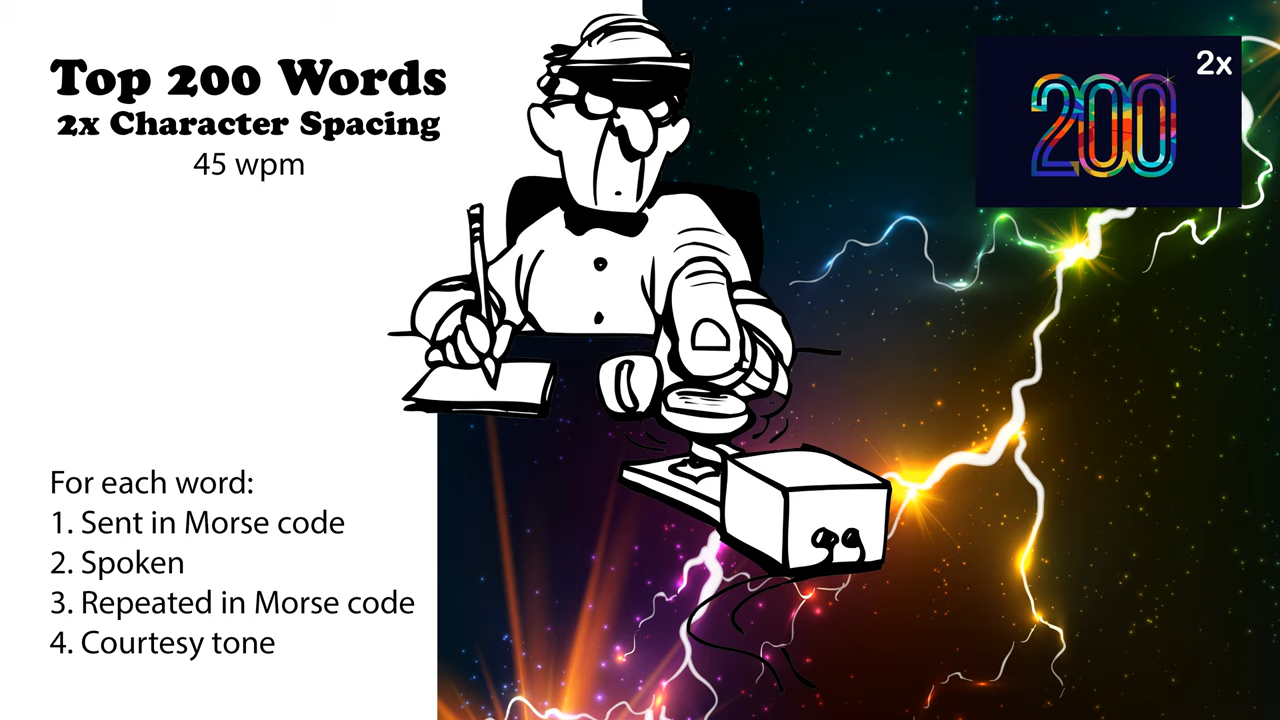 Top 200 Words
2x Character Spacing
45 wpm
2x
200
For each word:
1. Sent in Morse code
2. Spoken
3. Repeated in Morse code
4. Courtesy tone